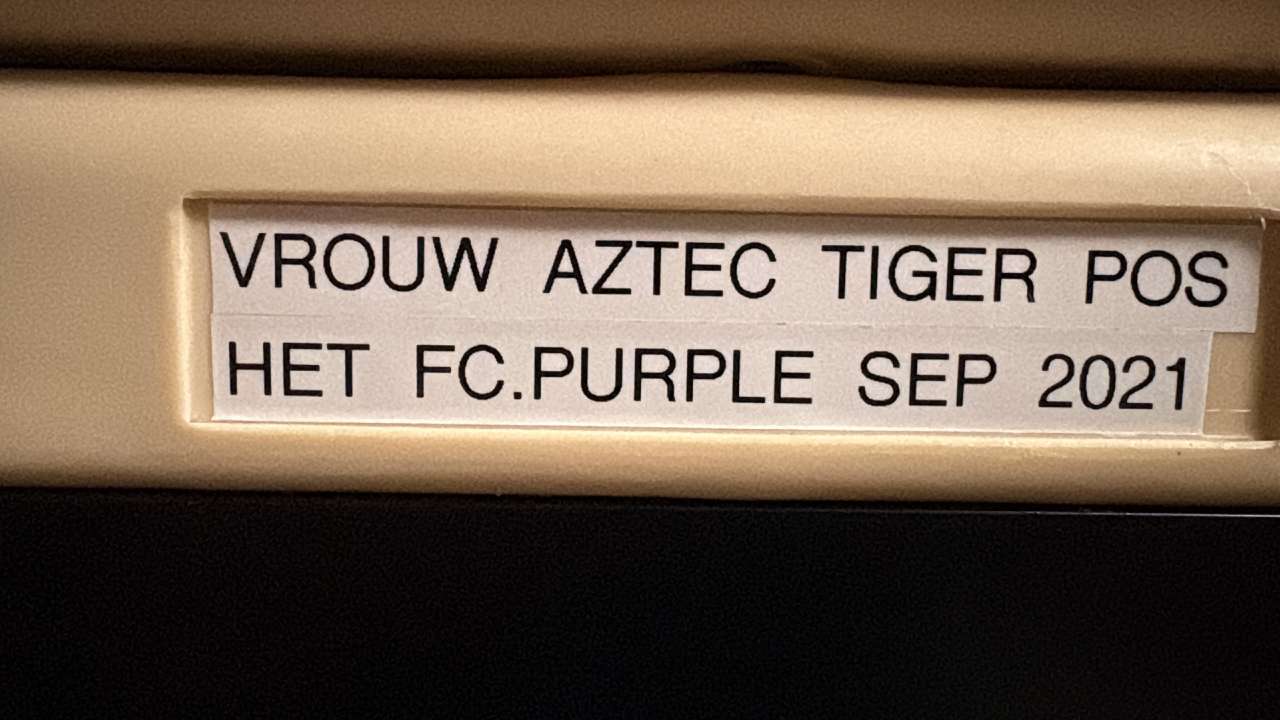 VROUW AZTEC TIGER POS
HET FC.PURPLE SEP 2021